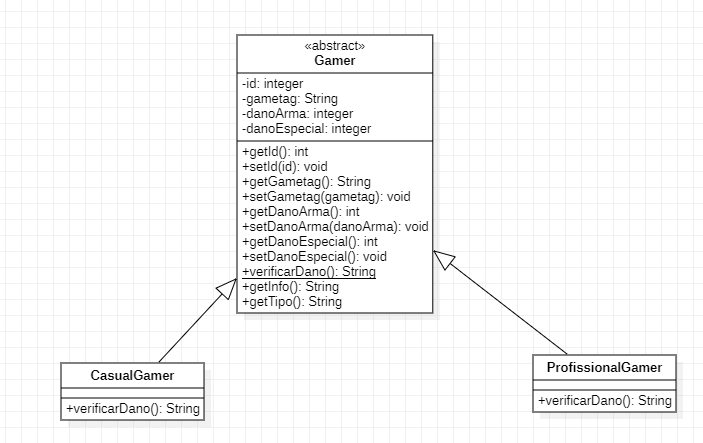 «abstract»
Gamer
-id: integer
-gametag: String
-danoArma: integer
-danoEspecial: integer
+getId(): int
+setId(id): void
+getGametag(): String
+setGametag(gametag): void
+getDanoArma(): int
+setDanoArma(danoArma): void
+getDanoEspecial(): int
+setDanoEspecial(): void
+verificarDano(): String
+getInfo(): String
+getTipo(): String
CasualGamer
+verificarDano(): String
ProfissionalGamer
+verificarDano(): String